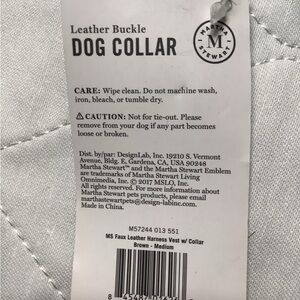 Leather Buckle
DOG COLLAR
MARTHA
M
STEWART
CARE: Wipe clean. Do not machine wash,
iron, bleach, or tumble dry.
⚠ CAUTION: Not for tie-out. Please
remove from your dog if any part becomes
loose or broken.
Dist. by/par: DesignLab, Inc. 19210 S. Vermont
Avenue, Bldg. E, Gardena, CA, USA 90248
Martha Stewart™ and the Martha Stewart Emblem
are trademarks of Martha Stewart Living
Omnimedia, Inc. © 2017 MSLO, Inc.
All rights reserved. For more information about
Martha Stewart pets products, please email
marthastewartpets@design-labinc.com
Made in China.
M57244 013 551
MS Faux Leather Harness Vest w/ Collar
Brown - Medium